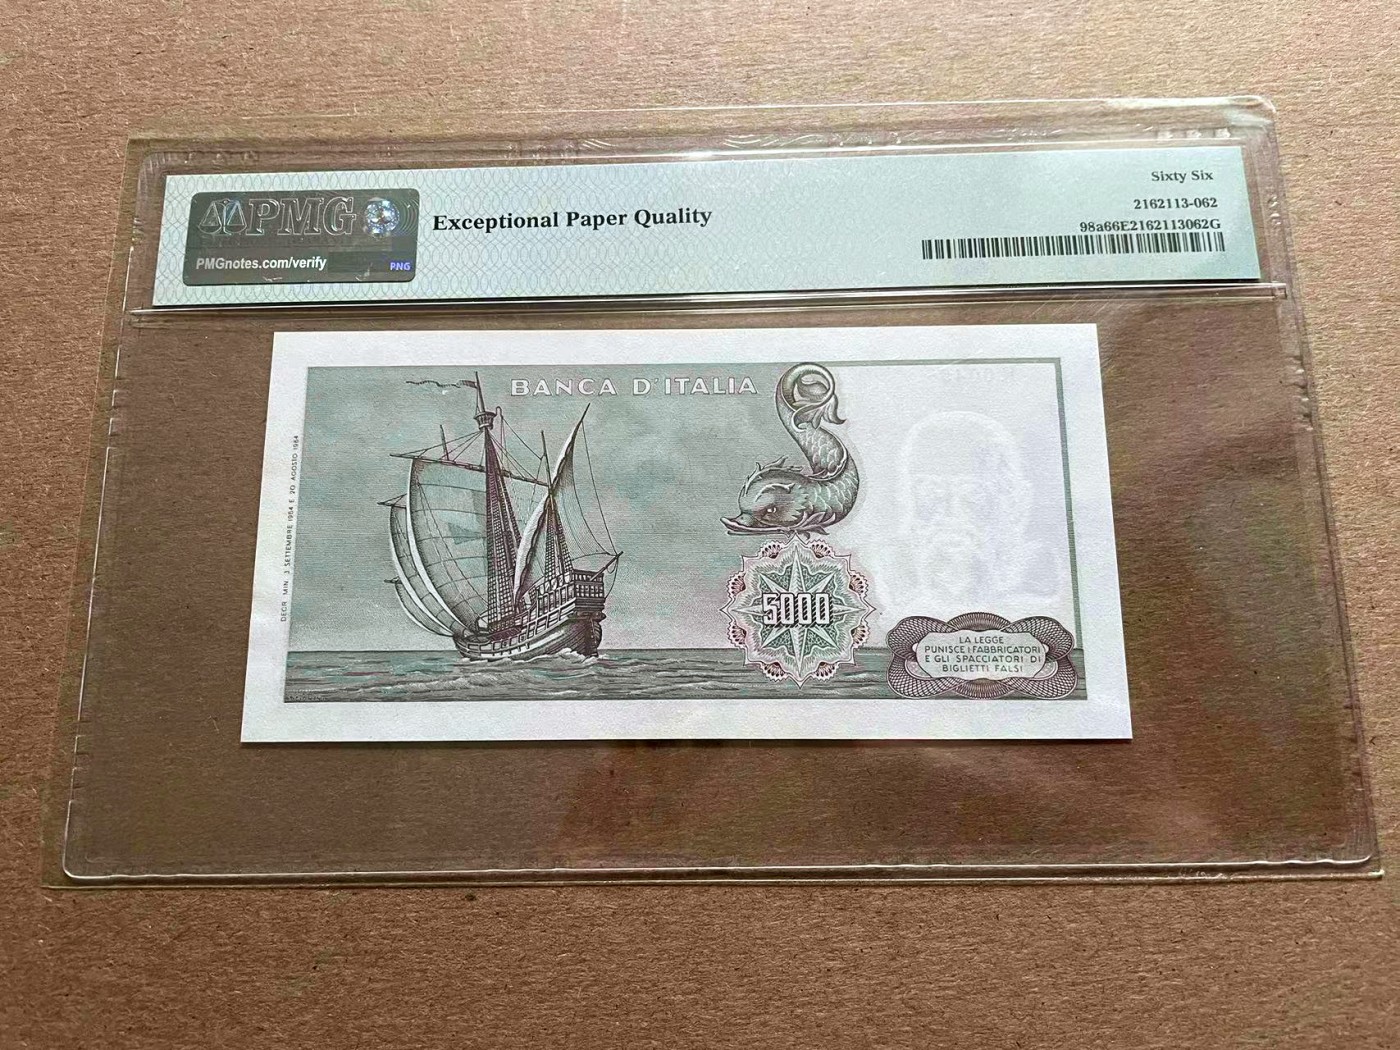 Sixty Six
PMG
Exceptional Paper Quality
2162113-062
98a66E2162113062G
PMGnotes.com/verify
PNG
BANCA D'ITALIA
DECR. MIN. 3 SETTEMBRE 1964 E 20 AGOSTO 1964
5000
LA LEGGE
PUNISCE I FABBRICATORI
E GLI SPACCIATORI DI
BIGLIETTI FALSI